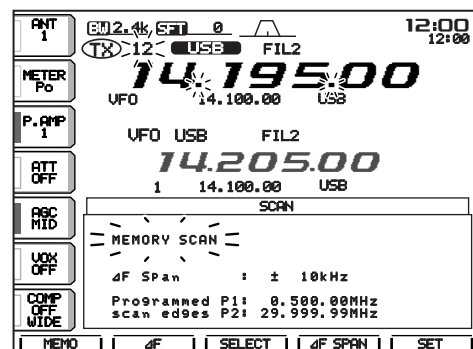 ANT
1
BW 2.4k SFT 0
12:00
12:00
TX 12 USB FIL2
METER
Po
14.195.00
VFO 14.100.00 USB
P.AMP
1
VFO USB FIL2
ATT
OFF
14.205.00
1 14.100.00 USB
AGC
MID
SCAN
MEMORY SCAN
VOX
OFF
ΔF Span : ± 10kHz
COMP
OFF
WIDE
Programmed P1: 0.500.00MHz
scan edges P2: 29.999.99MHz
MEMO ΔF SELECT ΔF SPAN SET